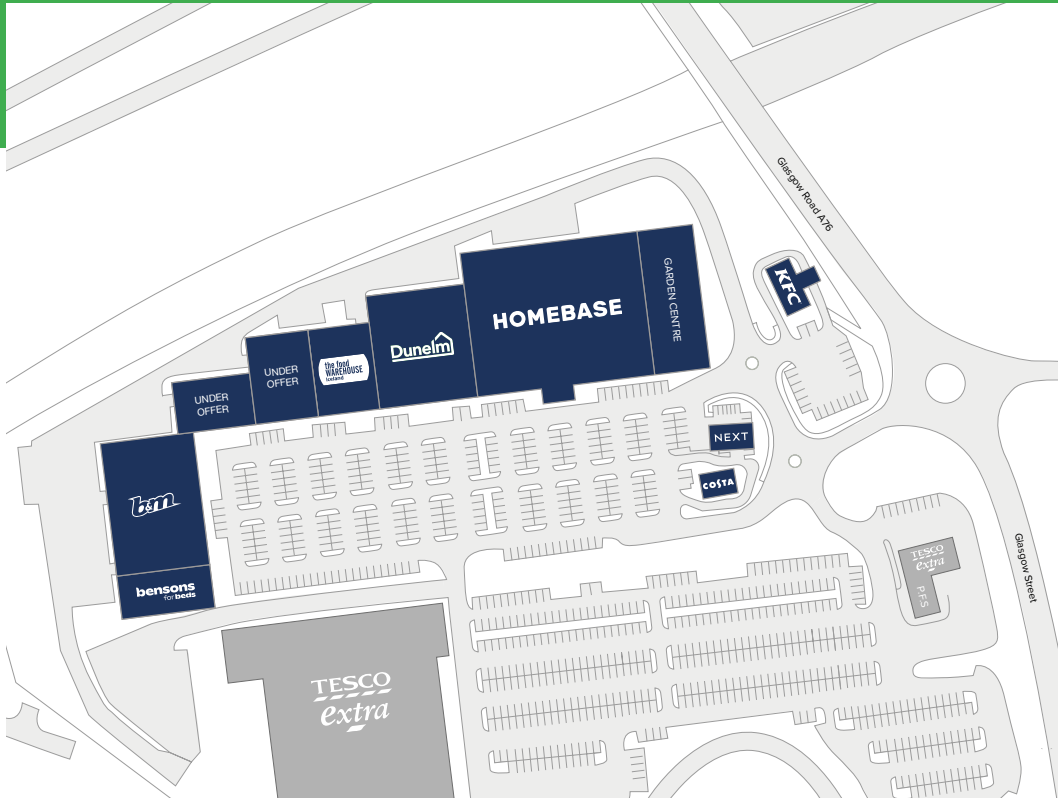 Glasgow Road A76
KFC
GARDEN CENTRE
HOMEBASE
Dunelm
the food
WAREHOUSE
Iceland
UNDER
OFFER
UNDER
OFFER
NEXT
COSTA
b&m
bensons
for beds
TESCO
extra
PFS
Glasgow Street
TESCO
extra